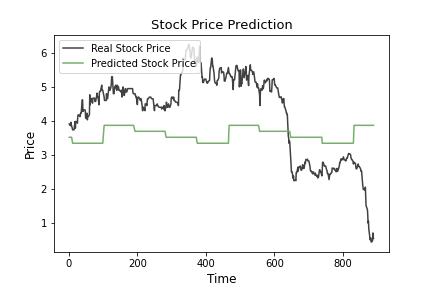 Stock Price Prediction
Real Stock Price
Predicted Stock Price
Price
6
5
4
3
2
1
0
200
400
600
800
Time